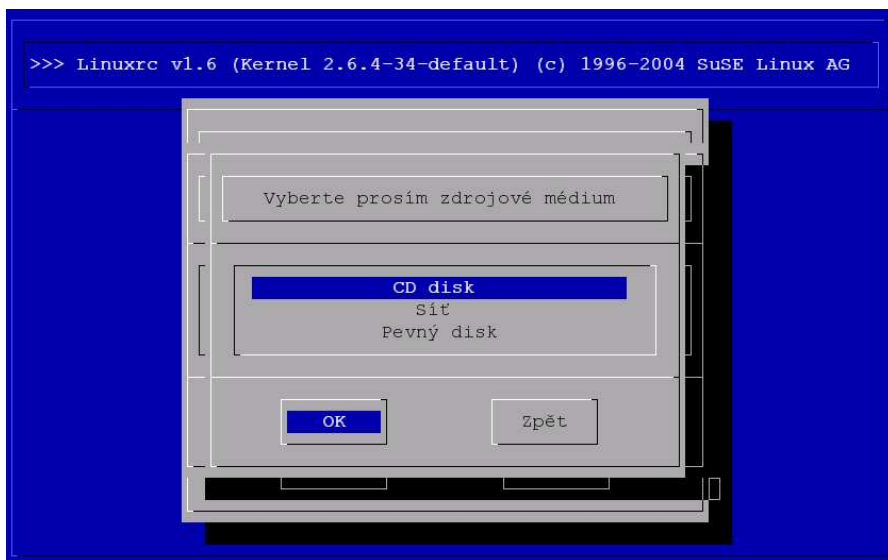 >>> Linuxrc v1.6 (Kernel 2.6.4-34-default) (c) 1996-2004 SuSE Linux AG
Vyberte prosím zdrojové médium
CD disk
Síť
Pevný disk
OK Zpět